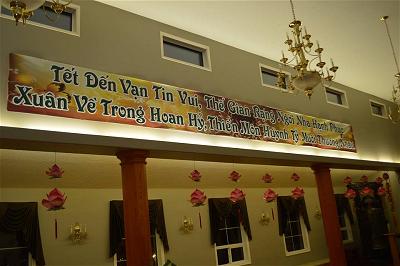 Tết Đến Vạn Tin Vui, Thế Gian Rạng Ngời Nhà Hạnh Phúc
Xuân Về Trong Hoan Hỷ, Thiền Môn Huynh Tỷ Muội